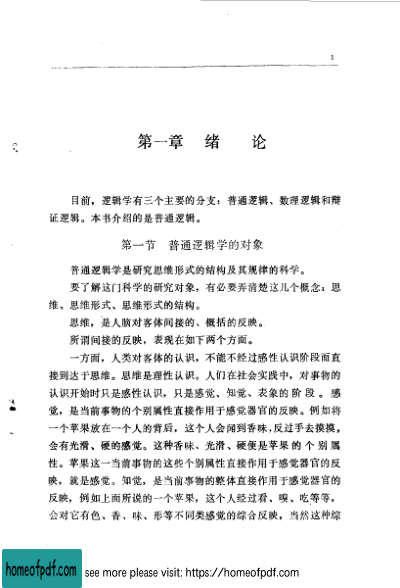 1
第一章 绪 论
目前，逻辑学有三个主要的分支：普通逻辑、数理逻辑和辩
证逻辑。本书介绍的是普通逻辑。
第一节 普通逻辑学的对象
普通逻辑学是研究思维形式的结构及其规律的科学。
要了解这门科学的研究对象，有必要弄清楚这几个概念：思
维、思维形式、思维形式的结构。
思维，是人脑对客体间接的、概括的反映。
所谓间接的反映，表现在如下两个方面。
一方面，人类对客体的认识，不能不经过感性认识阶段而直
接到达于思维。思维是理性认识。人们在社会实践中，对事物的
认识开始时只是感性认识，只是感觉、知觉、表象的阶段。感
觉，是当前事物的个别属性直接作用于感觉器官的反映。例如将
一个苹果放在一个人的背后，这个人会闻到香味，反过手去摸摸，
会有光滑、硬的感觉。这种香味、光滑、硬便是苹果的个别属
性。苹果这一当前事物的这些个别属性直接作用于感觉器官的反
映，就是感觉。知觉，是当前事物的整体直接作用于感觉器官的
反映，例如上面所说的一个苹果，这个人经过看、嗅、吃等等，
会对它有色、香、味、形等不同类感觉的综合反映，当然这种综
homeofpdf.com
see more please visit: https://homeofpdf.com